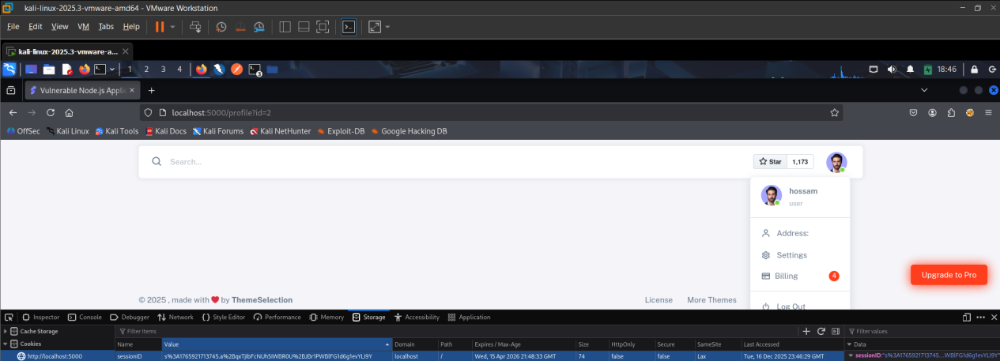 kali-linux-2025.3-vmware-amd64 - VMware Workstation
File Edit View VM Tabs Help
kali-linux-2025.3-vmware-a...
1 2 3 4 3 18:46
Vulnerable Node.js Applic
localhost:5000/profile?id=2
OffSec Kali Linux Kali Tools Kali Docs Kali Forums Kali NetHunter Exploit-DB Google Hacking DB
Search... Star 1,173
hossam
user
Address:
Settings
Billing 4
Upgrade to Pro
© 2025 , made with ❤ by ThemeSelection License More Themes
Log Out
Inspector Console Debugger Network Style Editor Performance Memory Storage Accessibility Application
Cache Storage Filter Items Filter values
Cookies Name Value Domain Path Expires / Max-Age Size HttpOnly Secure SameSite Last Accessed Data
http://localhost:5000 sessionID localhost / Wed, 15 Apr 2026 21:48:33 GMT 74 false false Lax Tue, 16 Dec 2025 23:46:29 GMT sessionID:"s%3A1765921713745....WBlFG1d6g1evYLI9Y"